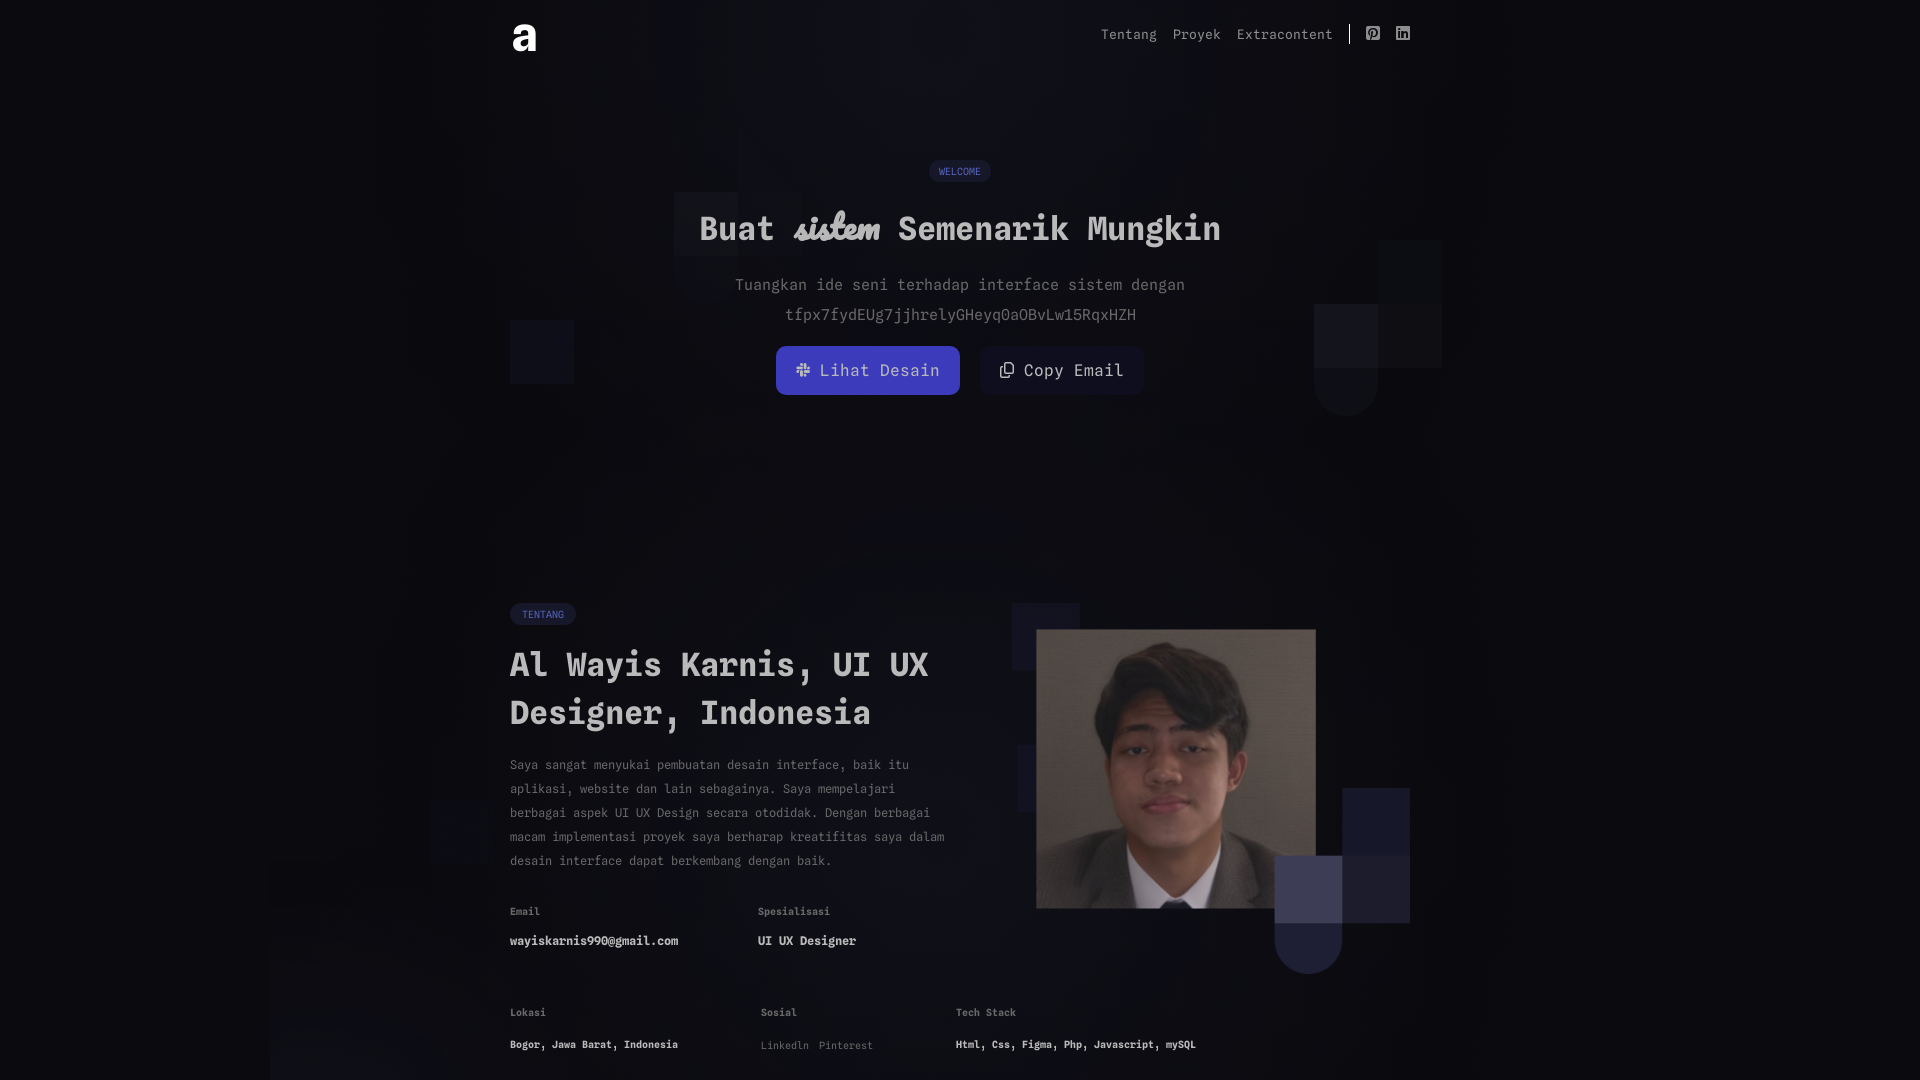 a
Tentang Proyek Extracontent
WELCOME
Buat sistem Semenarik Mungkin
Tuangkan ide seni terhadap interface sistem dengan
tfpx7fydEUg7jjhrelyGHeyq0aOBvLw15RqxHZH
Lihat Desain
Copy Email
TENTANG
Al Wayis Karnis, UI UX
Designer, Indonesia
Saya sangat menyukai pembuatan desain interface, baik itu
aplikasi, website dan lain sebagainya. Saya mempelajari
berbagai aspek UI UX Design secara otodidak. Dengan berbagai
macam implementasi proyek saya berharap kreatifitas saya dalam
desain interface dapat berkembang dengan baik.
Email
wayiskarnis990@gmail.com
Spesialisasi
UI UX Designer
Lokasi
Bogor, Jawa Barat, Indonesia
Sosial
Linkedln Pinterest
Tech Stack
Html, Css, Figma, Php, Javascript, mySQL